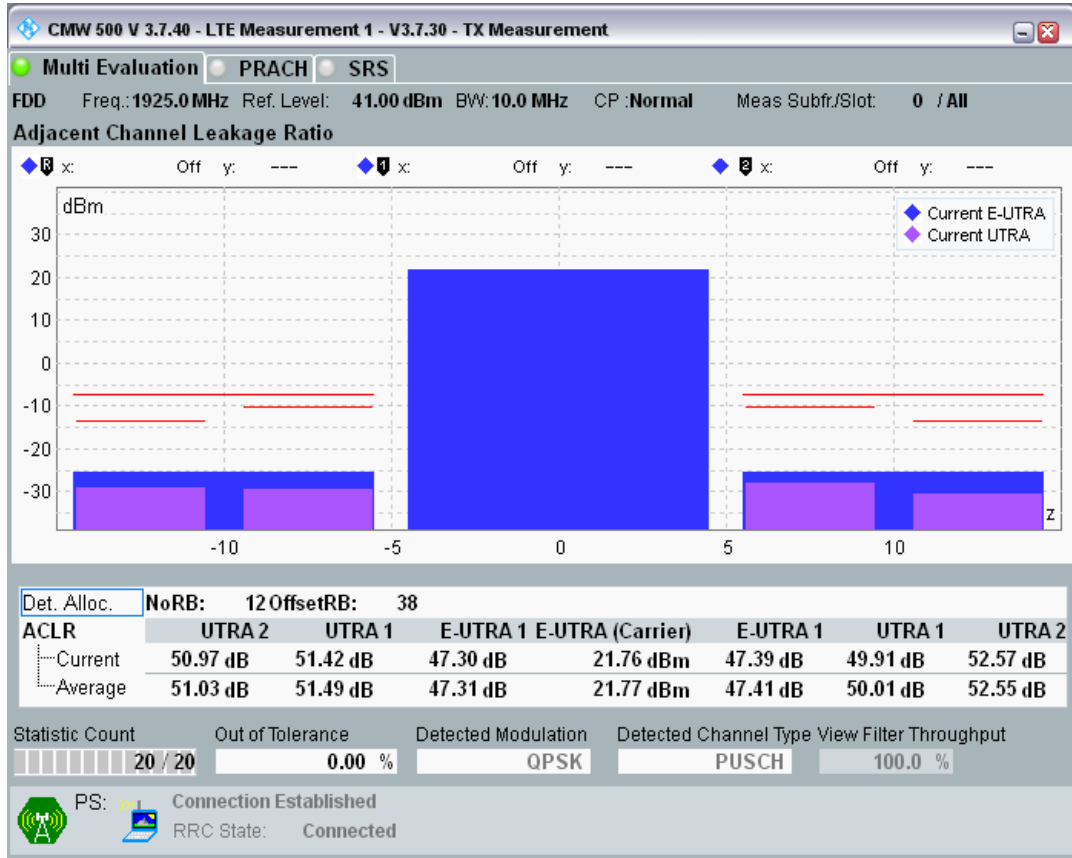 CMW 500 V 3.7.40 - LTE Measurement 1 - V3.7.30 - TX Measurement
Multi Evaluation PRACH SRS
FDD Freq.: 1925.0 MHz Ref. Level: 41.00 dBm BW: 10.0 MHz CP :Normal Meas Subfr./Slot: 0 / All
Adjacent Channel Leakage Ratio
R x: Off y: --- 1 x: Off y: --- 2 x: Off y: ---
dBm
Current E-UTRA
Current UTRA
30
20
10
0
-10
-20
-30
z
-10 -5 0 5 10
Det. Alloc. NoRB: 12 OffsetRB: 38
ACLR UTRA 2 UTRA 1 E-UTRA 1 E-UTRA (Carrier) E-UTRA 1 UTRA 1 UTRA 2
Current 50.97 dB 51.42 dB 47.30 dB 21.76 dBm 47.39 dB 49.91 dB 52.57 dB
Average 51.03 dB 51.49 dB 47.31 dB 21.77 dBm 47.41 dB 50.01 dB 52.55 dB
Statistic Count Out of Tolerance Detected Modulation Detected Channel Type View Filter Throughput
20 / 20 0.00 % QPSK PUSCH 100.0 %
PS: Connection Established
RRC State: Connected